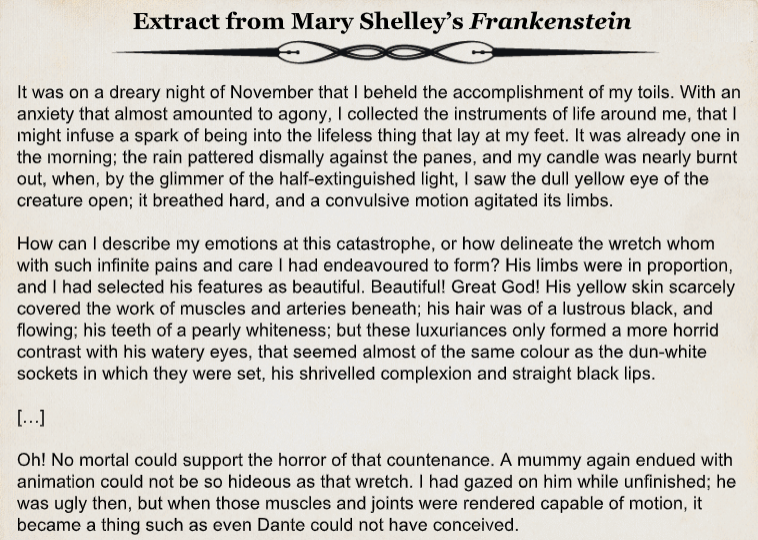 Extract from Mary Shelley's Frankenstein
It was on a dreary night of November that I beheld the accomplishment of my toils. With an
anxiety that almost amounted to agony, I collected the instruments of life around me, that I
might infuse a spark of being into the lifeless thing that lay at my feet. It was already one in
the morning; the rain pattered dismally against the panes, and my candle was nearly burnt
out, when, by the glimmer of the half-extinguished light, I saw the dull yellow eye of the
creature open; it breathed hard, and a convulsive motion agitated its limbs.
How can I describe my emotions at this catastrophe, or how delineate the wretch whom
with such infinite pains and care I had endeavoured to form? His limbs were in proportion,
and I had selected his features as beautiful. Beautiful! Great God! His yellow skin scarcely
covered the work of muscles and arteries beneath; his hair was of a lustrous black, and
flowing; his teeth of a pearly whiteness; but these luxuriances only formed a more horrid
contrast with his watery eyes, that seemed almost of the same colour as the dun-white
sockets in which they were set, his shrivelled complexion and straight black lips.
[…]
Oh! No mortal could support the horror of that countenance. A mummy again endued with
animation could not be so hideous as that wretch. I had gazed on him while unfinished; he
was ugly then, but when those muscles and joints were rendered capable of motion, it
became a thing such as even Dante could not have conceived.